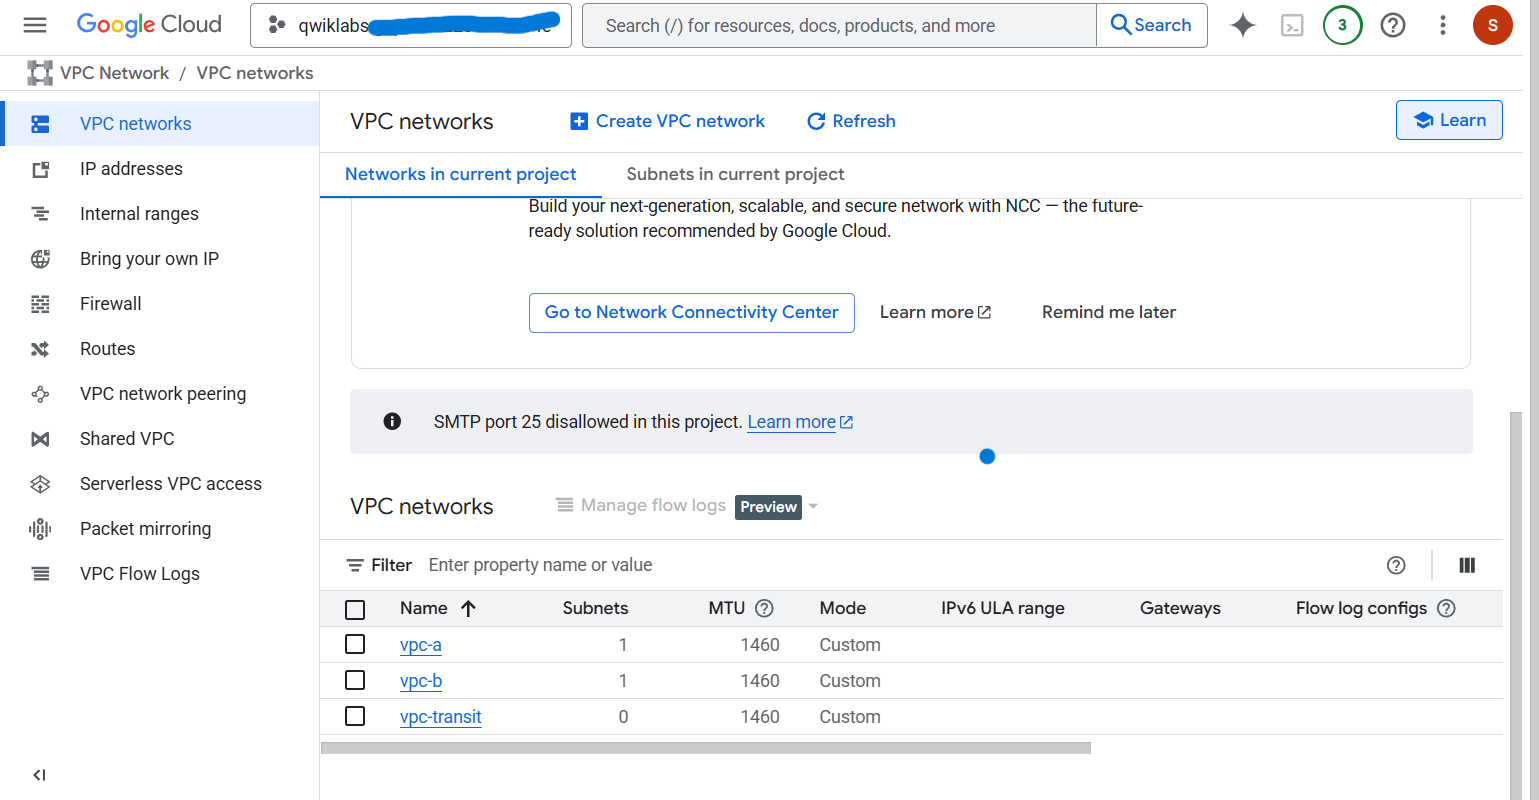 Google Cloud
qwiklabs
Search (/) for resources, docs, products, and more
Search
3
S
VPC Network / VPC networks
VPC networks
IP addresses
Internal ranges
Bring your own IP
Firewall
Routes
VPC network peering
Shared VPC
Serverless VPC access
Packet mirroring
VPC Flow Logs
VPC networks
Create VPC network
Refresh
Learn
Networks in current project
Subnets in current project
Build your next-generation, scalable, and secure network with NCC — the future-
ready solution recommended by Google Cloud.
Go to Network Connectivity Center
Learn more
Remind me later
SMTP port 25 disallowed in this project. Learn more
VPC networks
Manage flow logs
Preview
Filter Enter property name or value
Name Subnets MTU Mode IPv6 ULA range Gateways Flow log configs
vpc-a 1 1460 Custom
vpc-b 1 1460 Custom
vpc-transit 0 1460 Custom